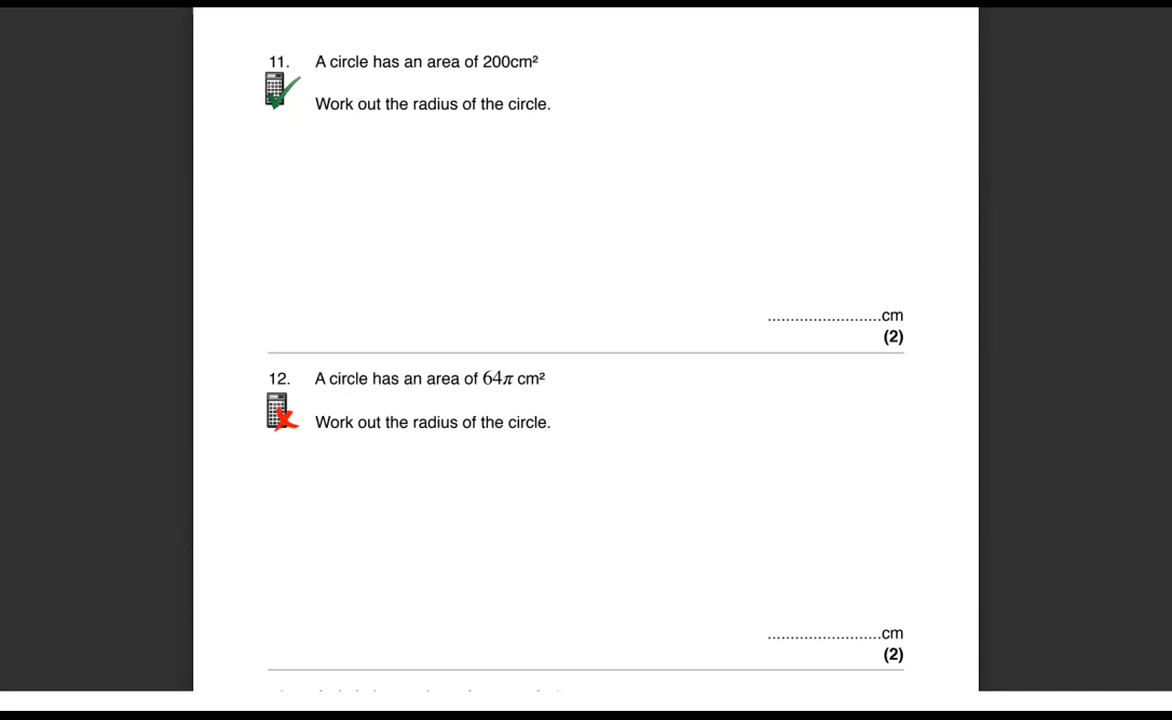 11. A circle has an area of 200cm²
Work out the radius of the circle.
.........................cm
(2)
12. A circle has an area of 64π cm²
Work out the radius of the circle.
.........................cm
(2)